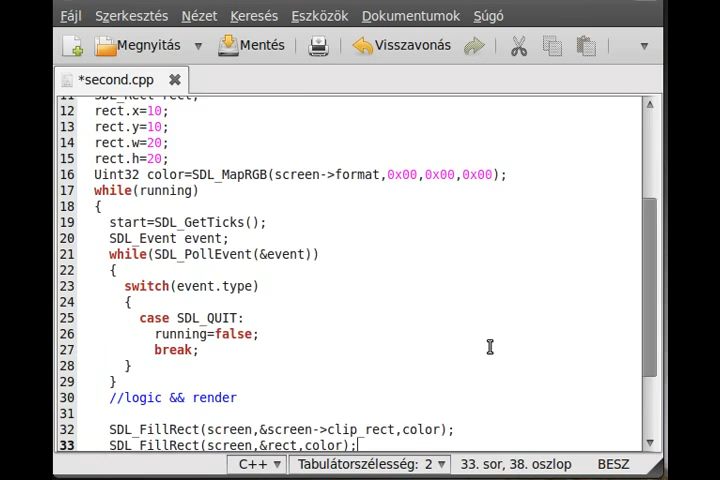 Fájl Szerkesztés Nézet Keresés Eszközök Dokumentumok Súgó
Megnyitás Mentés Visszavonás
*second.cpp
11 SDL_Rect rect;
12 rect.x=10;
13 rect.y=10;
14 rect.w=20;
15 rect.h=20;
16 Uint32 color=SDL_MapRGB(screen->format,0x00,0x00,0x00);
17 while(running)
18 {
19 start=SDL_GetTicks();
20 SDL_Event event;
21 while(SDL_PollEvent(&event))
22 {
23 switch(event.type)
24 {
25 case SDL_QUIT:
26 running=false;
27 break;
28 }
29 }
30 //logic && render
31
32 SDL_FillRect(screen,&screen->clip_rect,color);
33 SDL_FillRect(screen,&rect,color);
C++ Tabulátorszélesség: 2 33. sor, 38. oszlop BESZ